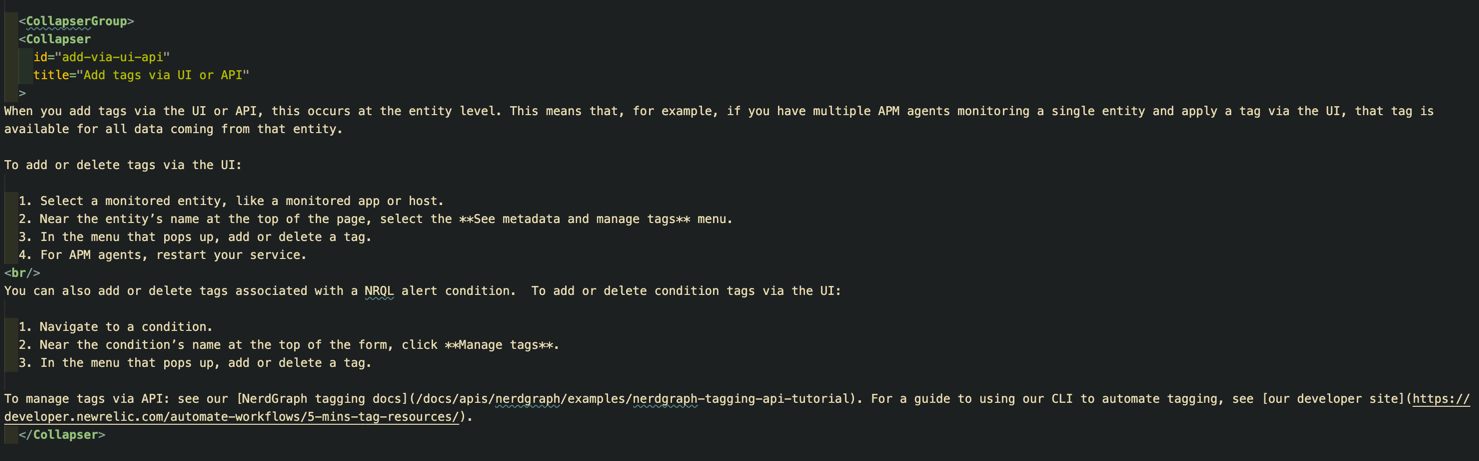 <CollapserGroup>
<Collapser
id="add-via-ui-api"
title="Add tags via UI or API"
>
When you add tags via the UI or API, this occurs at the entity level. This means that, for example, if you have multiple APM agents monitoring a single entity and apply a tag via the UI, that tag is
available for all data coming from that entity.
To add or delete tags via the UI:
1. Select a monitored entity, like a monitored app or host.
2. Near the entity’s name at the top of the page, select the **See metadata and manage tags** menu.
3. In the menu that pops up, add or delete a tag.
4. For APM agents, restart your service.
<br/>
You can also add or delete tags associated with a NRQL alert condition.  To add or delete condition tags via the UI:
1. Navigate to a condition.
2. Near the condition’s name at the top of the form, click **Manage tags**.
3. In the menu that pops up, add or delete a tag.
To manage tags via API: see our [NerdGraph tagging docs](/docs/apis/nerdgraph/examples/nerdgraph-tagging-api-tutorial). For a guide to using our CLI to automate tagging, see [our developer site](https://
developer.newrelic.com/automate-workflows/5-mins-tag-resources/).
</Collapser>